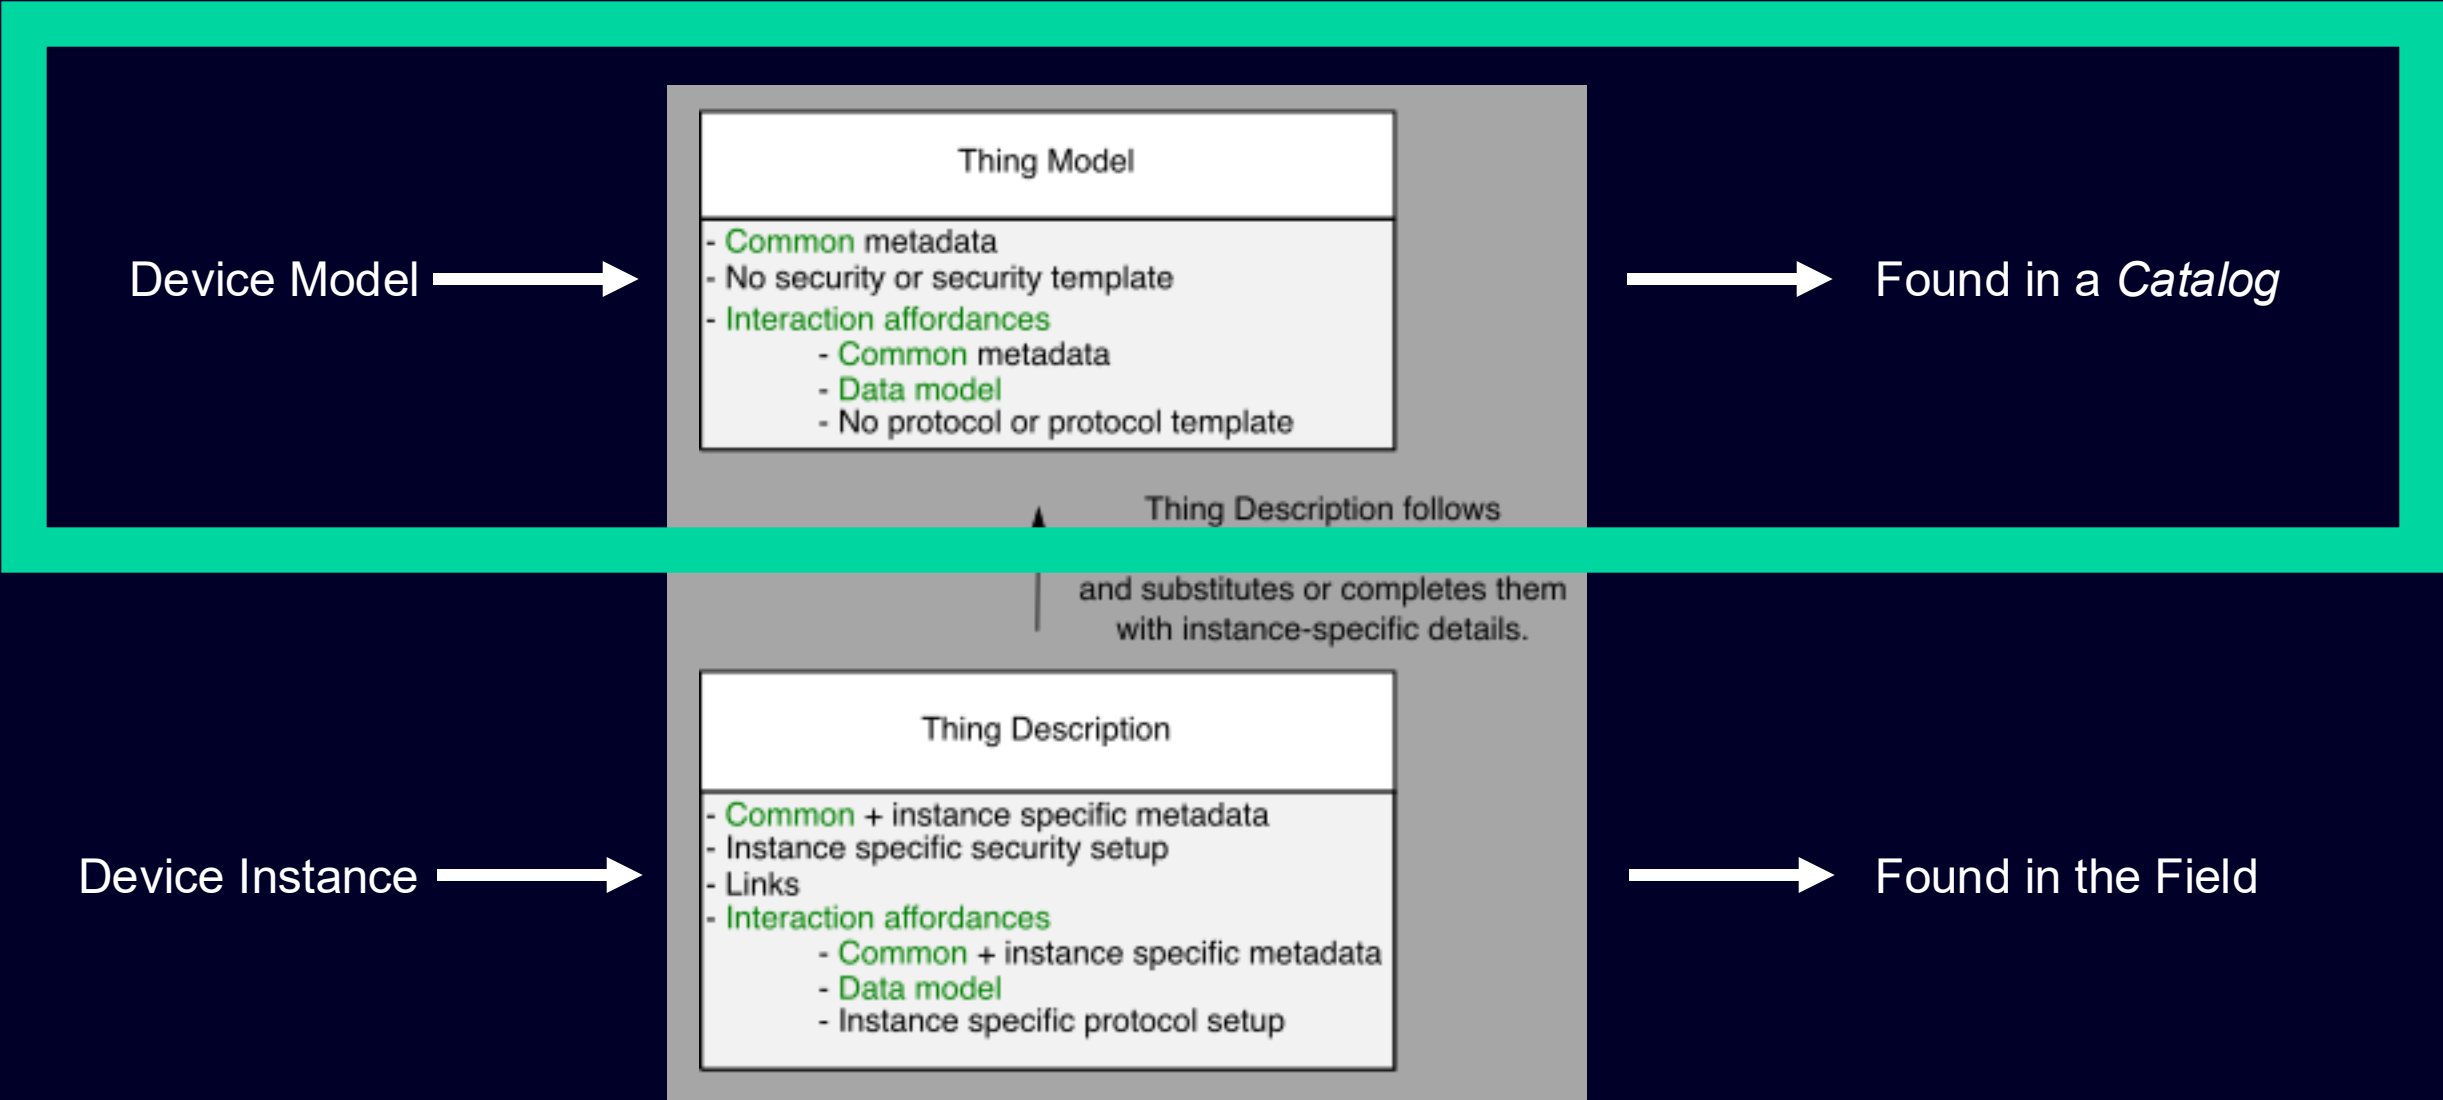 Thing Model
- Common metadata
- No security or security template
- Interaction affordances
- Common metadata
- Data model
- No protocol or protocol template
Device Model
Found in a Catalog
Thing Description follows
and substitutes or completes them
with instance-specific details.
Thing Description
- Common + instance specific metadata
- Instance specific security setup
- Links
- Interaction affordances
- Common + instance specific metadata
- Data model
- Instance specific protocol setup
Device Instance
Found in the Field